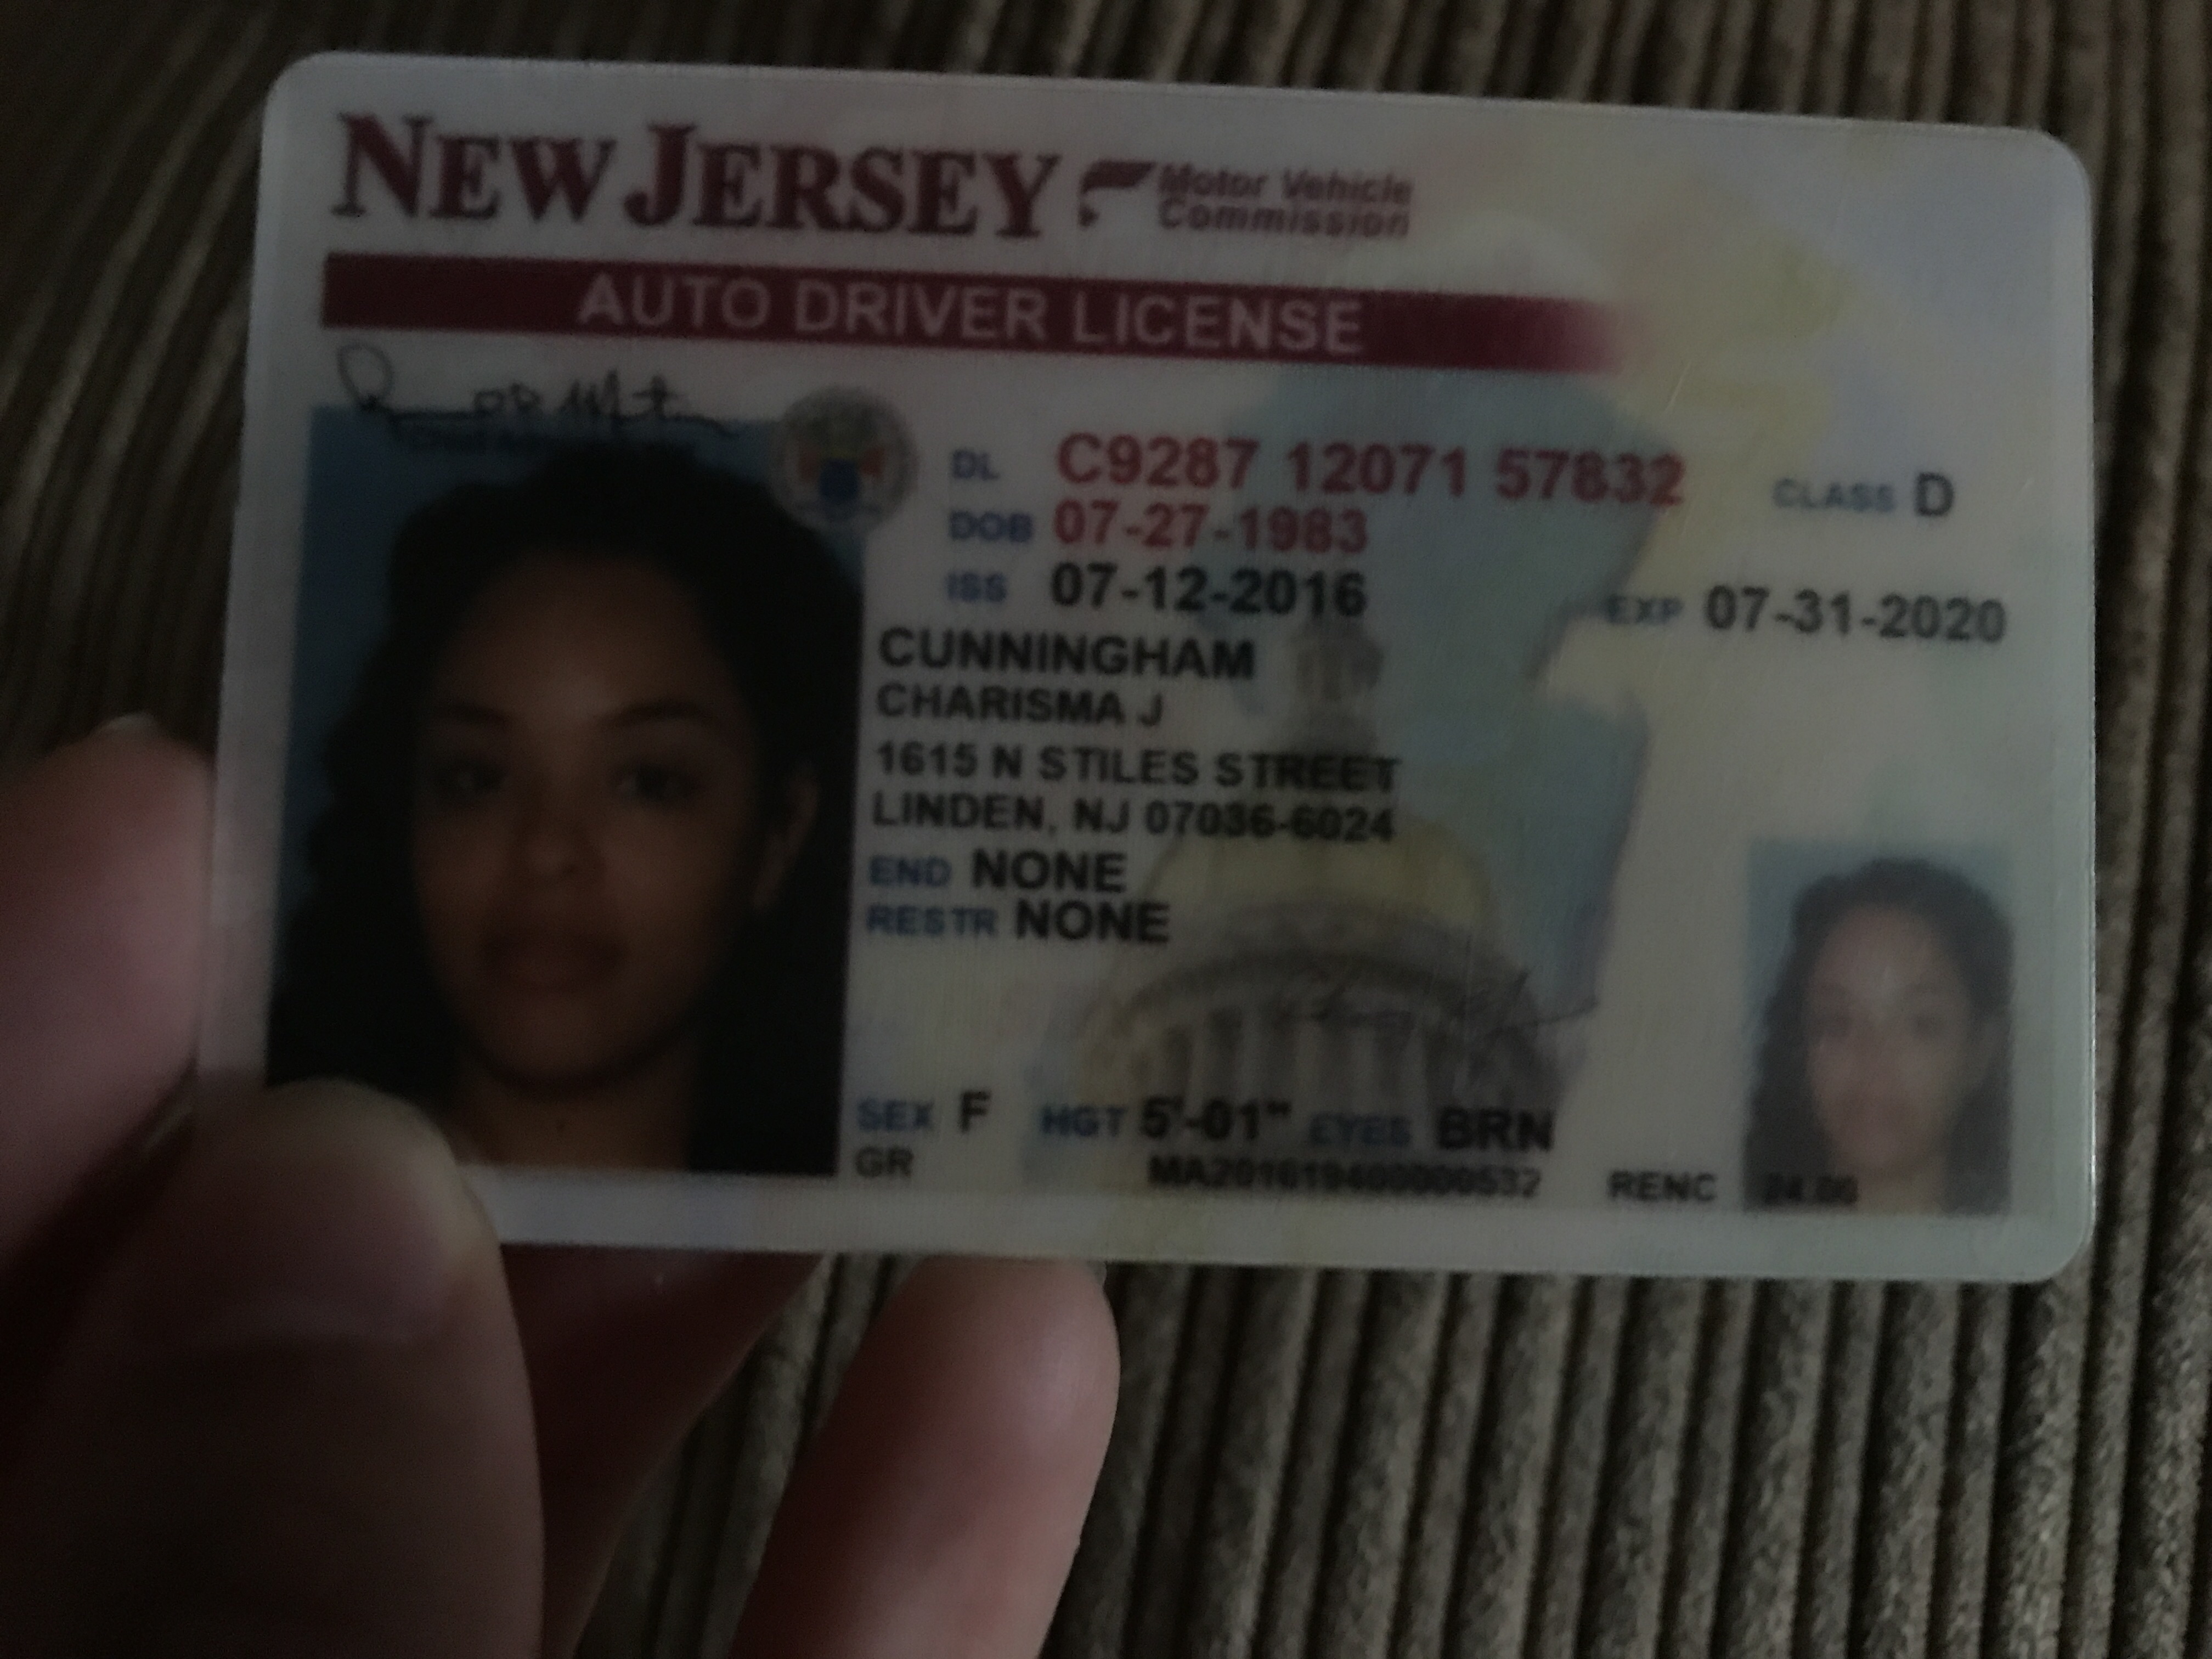 NEW JERSEY Motor Vehicle
Commission
AUTO DRIVER LICENSE
DL C9287 12071 57832 CLASS D
DOB 07-27-1983
ISS 07-12-2016 EXP 07-31-2020
CUNNINGHAM
CHARISMA J
1615 N STILES STREET
LINDEN, NJ 07036-6024
END NONE
RESTR NONE
SEX F HGT 5'-01" EYES BRN
GR RENC 24.00